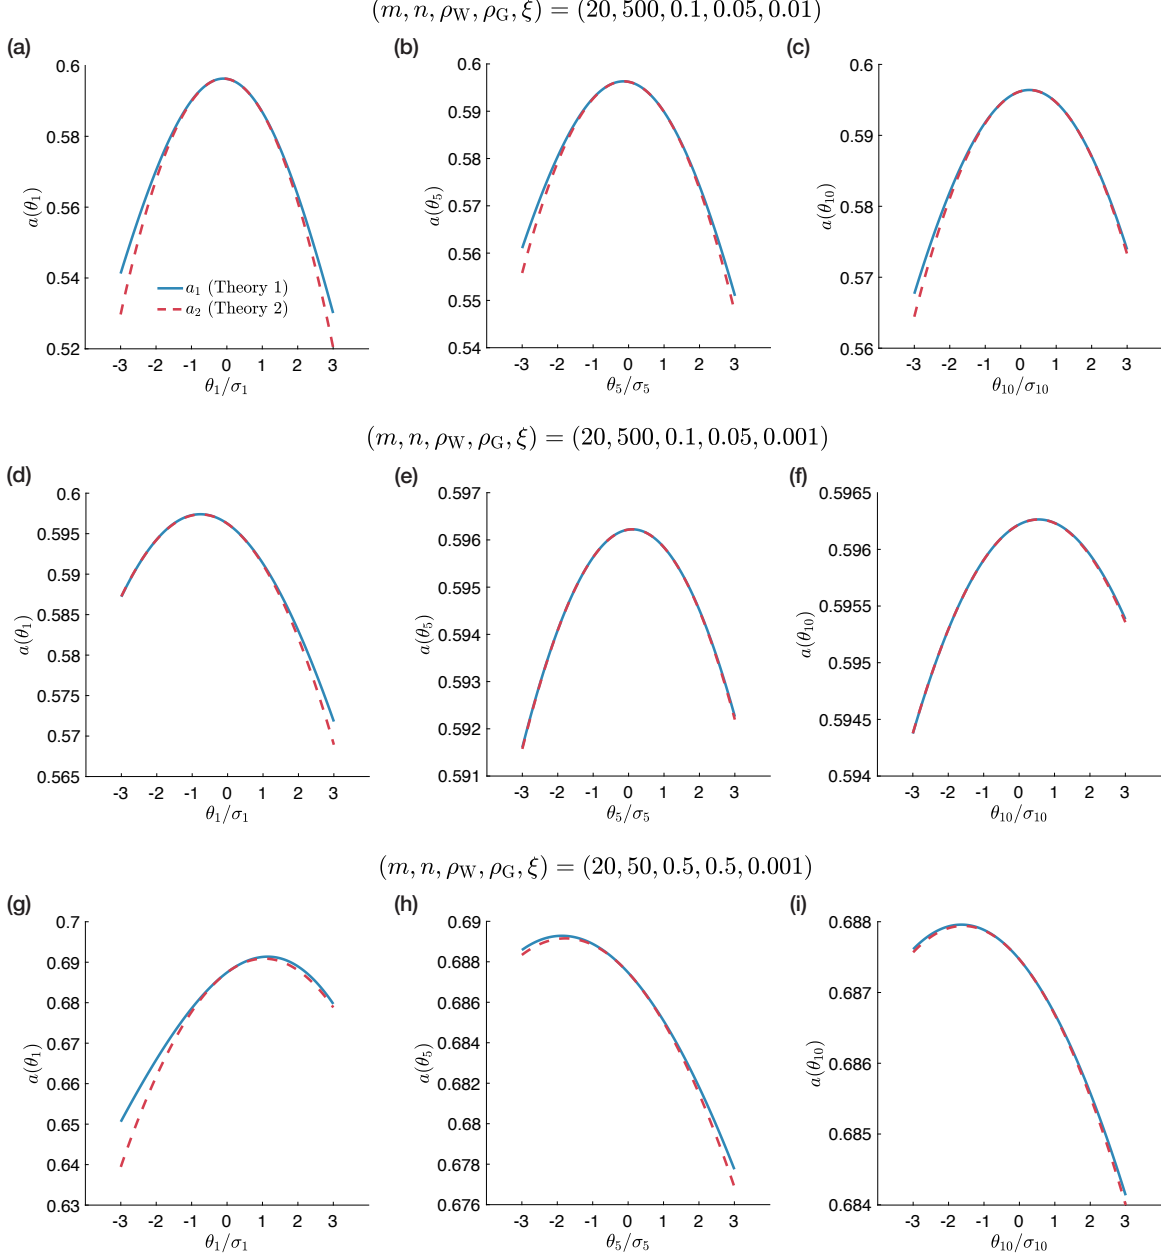 (m, n, ρ_W, ρ_G, ξ) = (20, 500, 0.1, 0.05, 0.01)
(a)
0.6
0.58
0.56
0.54
0.52
a(θ_1)
a_1 (Theory 1)
a_2 (Theory 2)
-3 -2 -1 0 1 2 3
θ_1/σ_1
(b)
0.6
0.59
0.58
0.57
0.56
0.55
0.54
a(θ_5)
-3 -2 -1 0 1 2 3
θ_5/σ_5
(c)
0.6
0.59
0.58
0.57
0.56
a(θ_10)
-3 -2 -1 0 1 2 3
θ_10/σ_10
(m, n, ρ_W, ρ_G, ξ) = (20, 500, 0.1, 0.05, 0.001)
(d)
0.6
0.595
0.59
0.585
0.58
0.575
0.57
0.565
a(θ_1)
-3 -2 -1 0 1 2 3
θ_1/σ_1
(e)
0.597
0.596
0.595
0.594
0.593
0.592
0.591
a(θ_5)
-3 -2 -1 0 1 2 3
θ_5/σ_5
(f)
0.5965
0.596
0.5955
0.595
0.5945
0.594
a(θ_10)
-3 -2 -1 0 1 2 3
θ_10/σ_10
(m, n, ρ_W, ρ_G, ξ) = (20, 50, 0.5, 0.5, 0.001)
(g)
0.7
0.69
0.68
0.67
0.66
0.65
0.64
0.63
a(θ_1)
-3 -2 -1 0 1 2 3
θ_1/σ_1
(h)
0.69
0.688
0.686
0.684
0.682
0.68
0.678
0.676
a(θ_5)
-3 -2 -1 0 1 2 3
θ_5/σ_5
(i)
0.688
0.687
0.686
0.685
0.684
a(θ_10)
-3 -2 -1 0 1 2 3
θ_10/σ_10